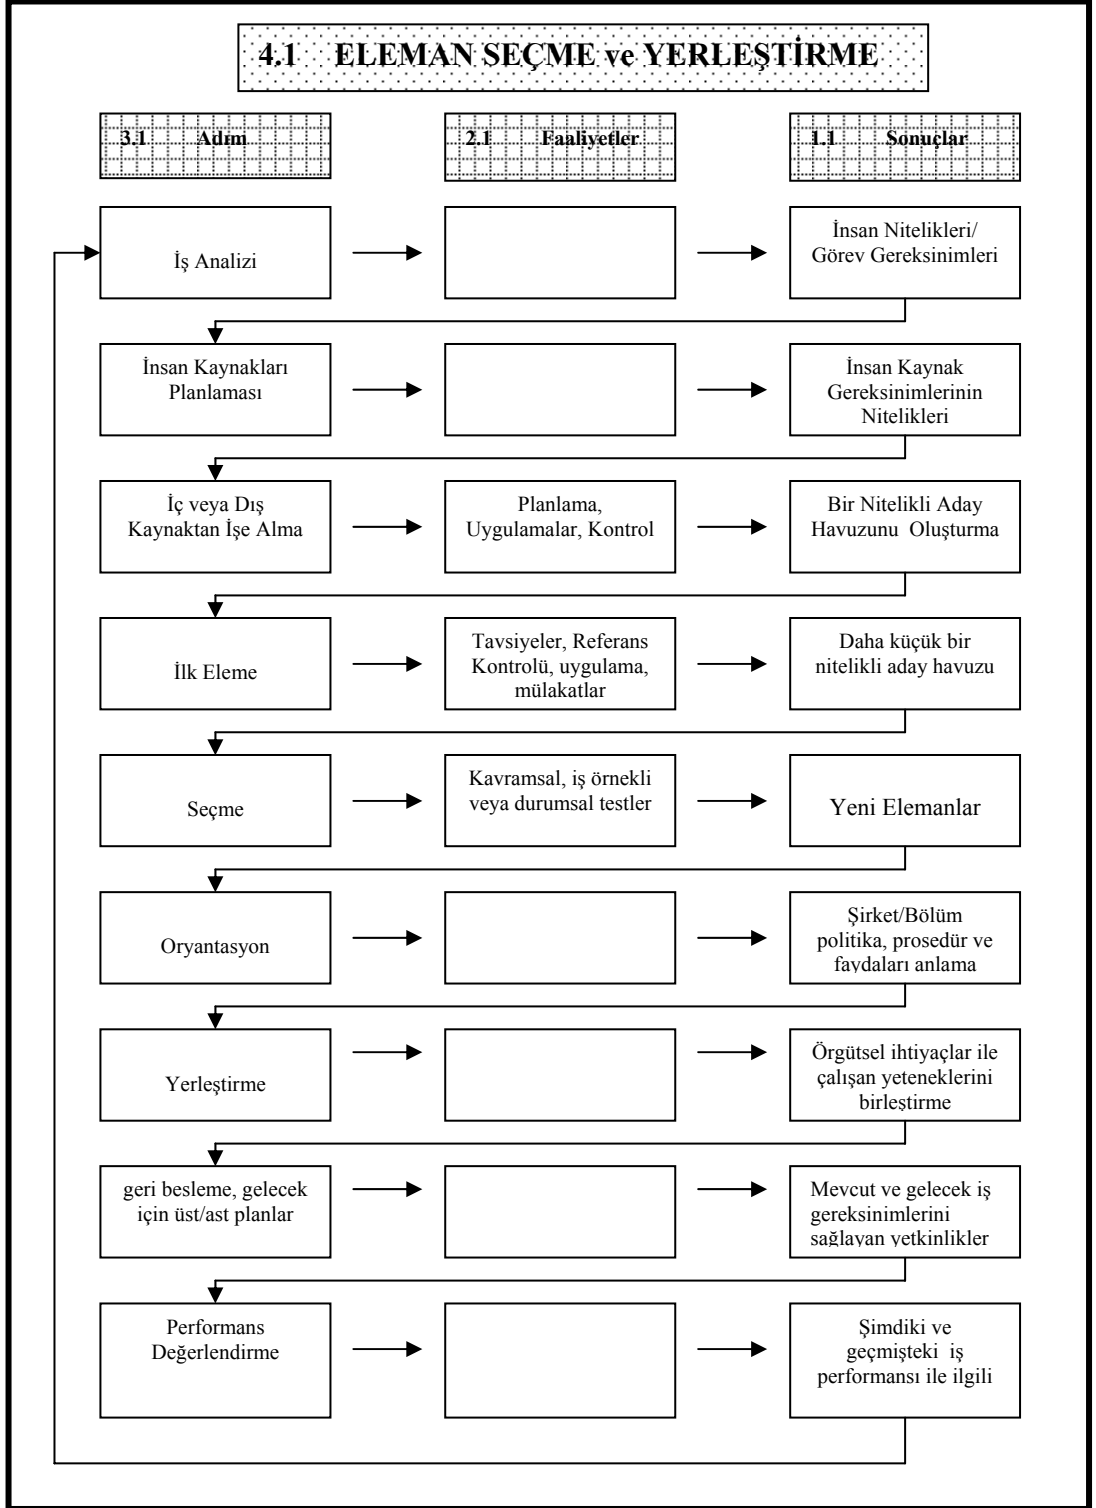 4.1 ELEMAN SEÇME ve YERLEŞTİRME
3.1 Adım
2.1 Faaliyetler
1.1 Sonuçlar
İş Analizi
İnsan Nitelikleri/
Görev Gereksinimleri
İnsan Kaynakları
Planlaması
İnsan Kaynak
Gereksinimlerinin
Nitelikleri
İç veya Dış
Kaynaktan İşe Alma
Planlama,
Uygulamalar, Kontrol
Bir Nitelikli Aday
Havuzunu Oluşturma
İlk Eleme
Tavsiyeler, Referans
Kontrolü, uygulama,
mülakatlar
Daha küçük bir
nitelikli aday havuzu
Seçme
Kavramsal, iş örnekli
veya durumsal testler
Yeni Elemanlar
Oryantasyon
Şirket/Bölüm
politika, prosedür ve
faydaları anlama
Yerleştirme
Örgütsel ihtiyaçlar ile
çalışan yeteneklerini
birleştirme
geri besleme, gelecek
için üst/ast planlar
Mevcut ve gelecek iş
gereksinimlerini
sağlayan yetkinlikler
Performans
Değerlendirme
Şimdiki ve
geçmişteki iş
performansı ile ilgili